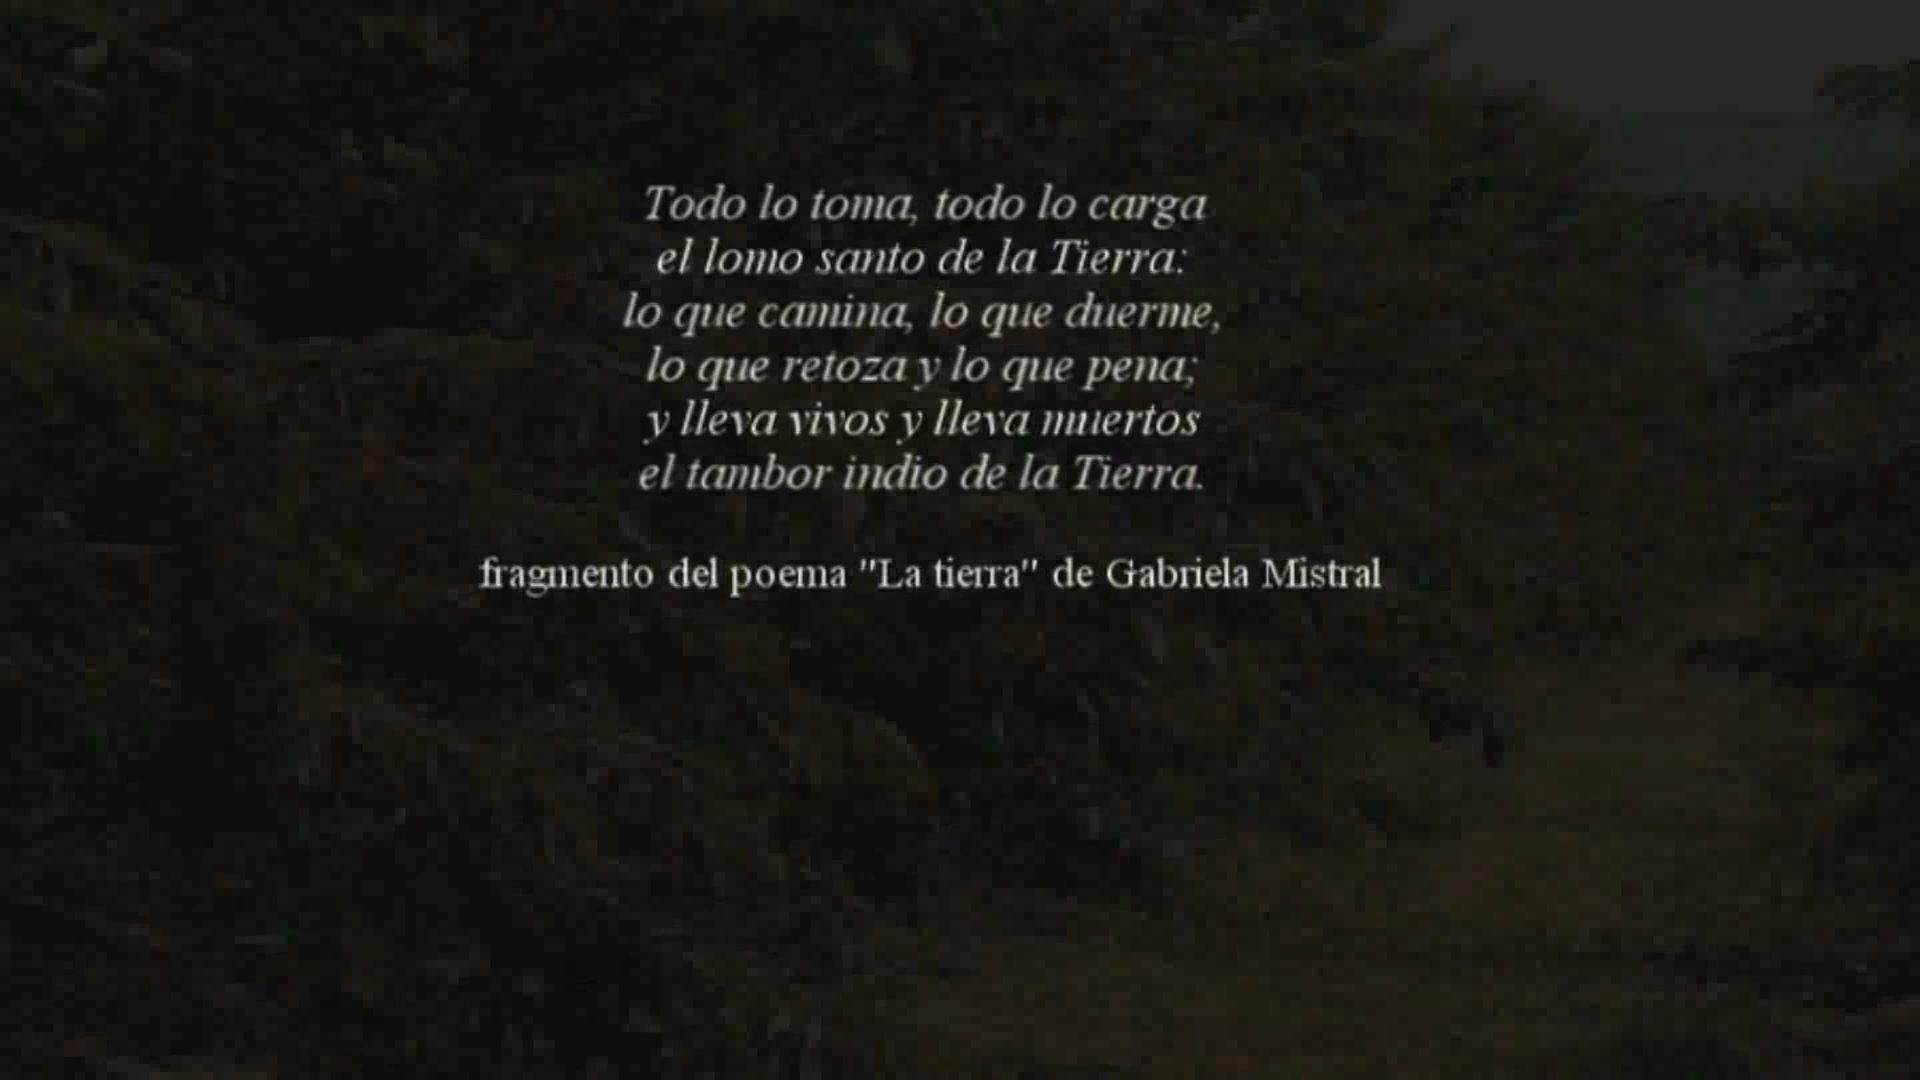 Todo lo toma, todo lo carga
el lomo santo de la Tierra:
lo que camina, lo que duerme,
lo que retoza y lo que pena;
y lleva vivos y lleva muertos
el tambor indio de la Tierra.
fragmento del poema "La tierra" de Gabriela Mistral